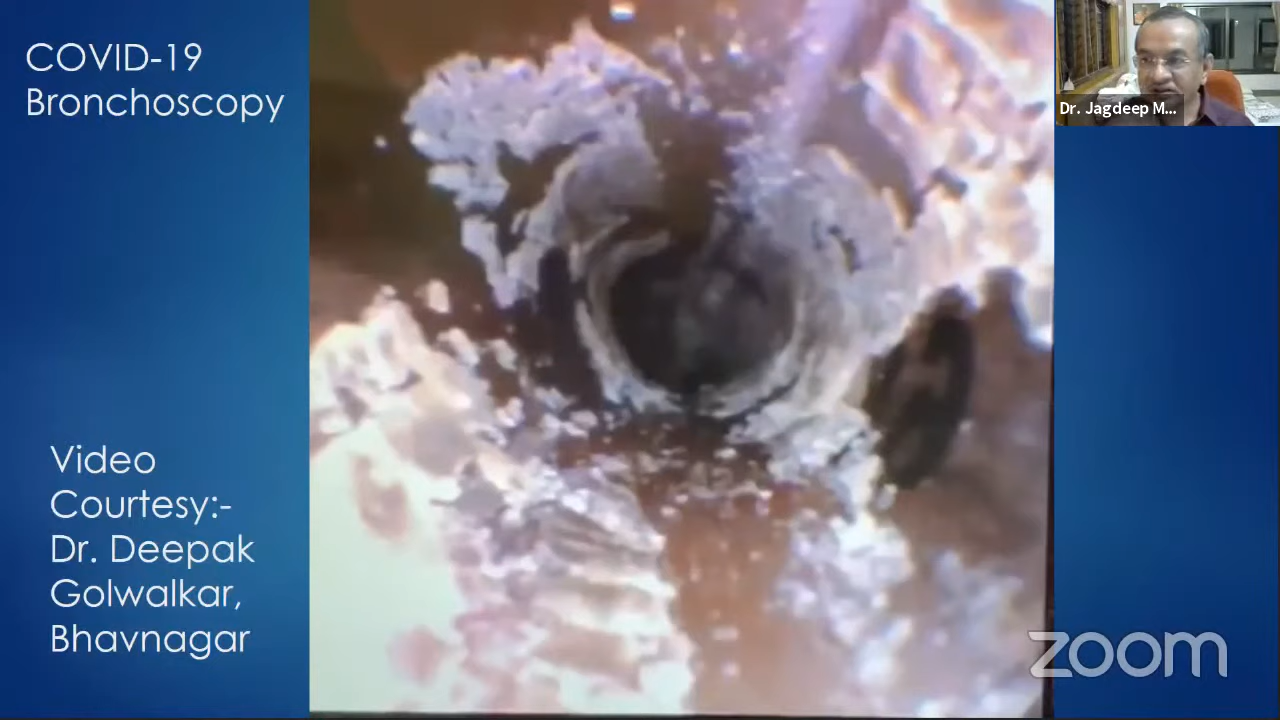 COVID-19
Bronchoscopy
Dr. Jagdeep M...
Video
Courtesy:-
Dr. Deepak
Golwalkar,
Bhavnagar
zoom